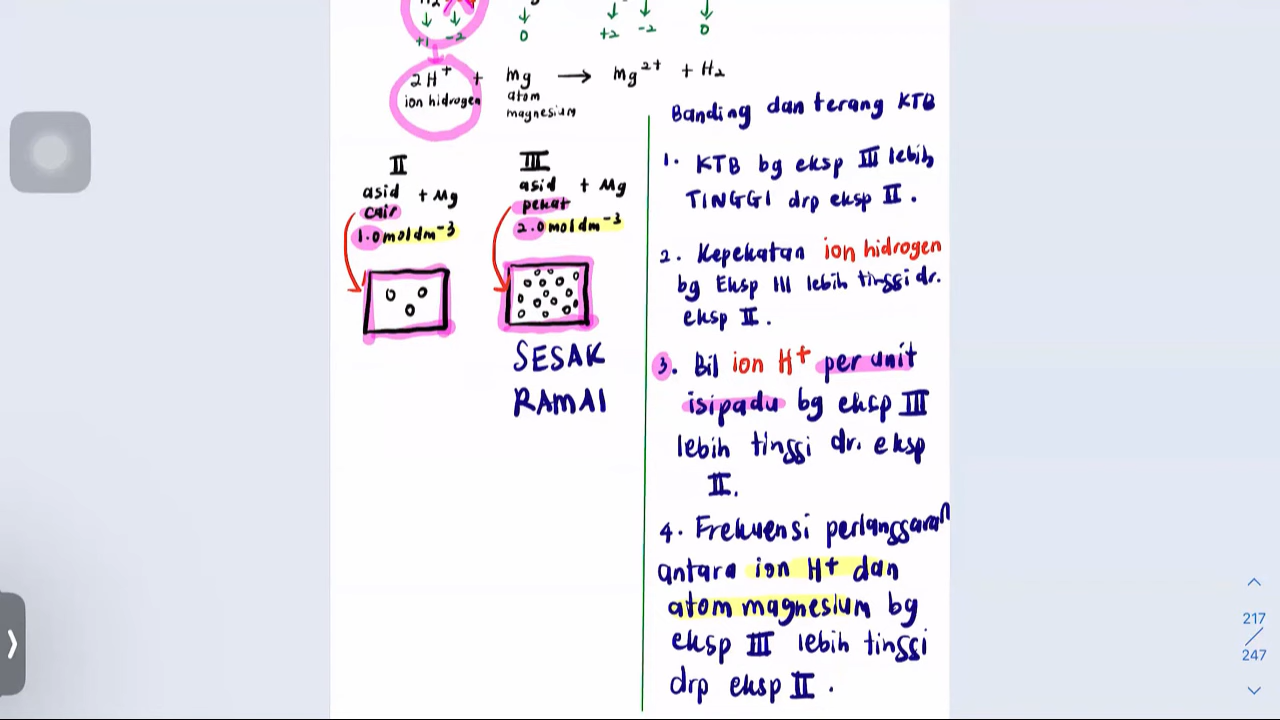 +1 -2 0 +2 -2 0
2H⁺ + Mg → Mg²⁺ + H₂
ion hidrogen atom
magnesium
II
asid + Mg
cair
1.0 mol dm⁻³
III
asid + Mg
pekat
2.0 mol dm⁻³
SESAK
RAMAI
Banding dan terang KTB
1. KTB bg eksp III lebih
TINGGI drp eksp II.
2. Kepekatan ion hidrogen
bg Eksp III lebih tinggi dr.
eksp II.
3. Bil ion H⁺ per unit
isipadu bg eksp III
lebih tinggi dr. eksp
II.
4. Frekuensi perlanggaran
antara ion H⁺ dan
atom magnesium bg
eksp III lebih tinggi
drp eksp II.
217
247